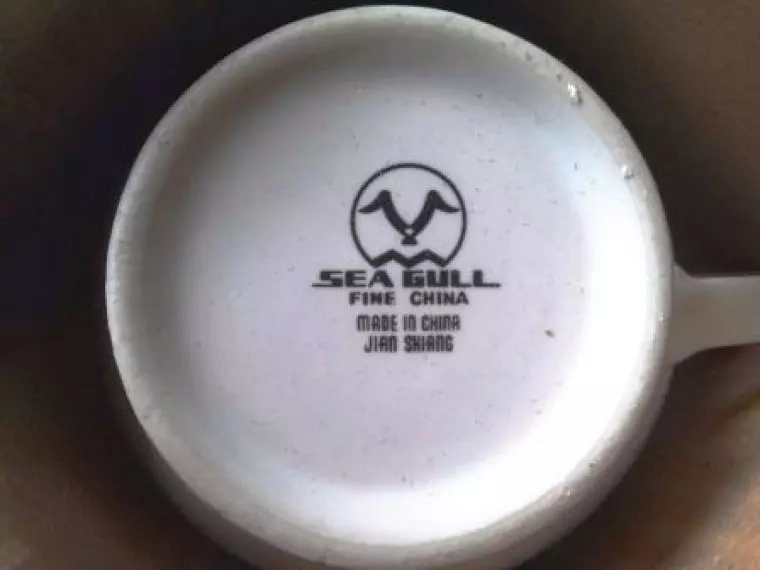 SEA GULL
FINE CHINA
MADE IN CHINA
JIAN SHIANG